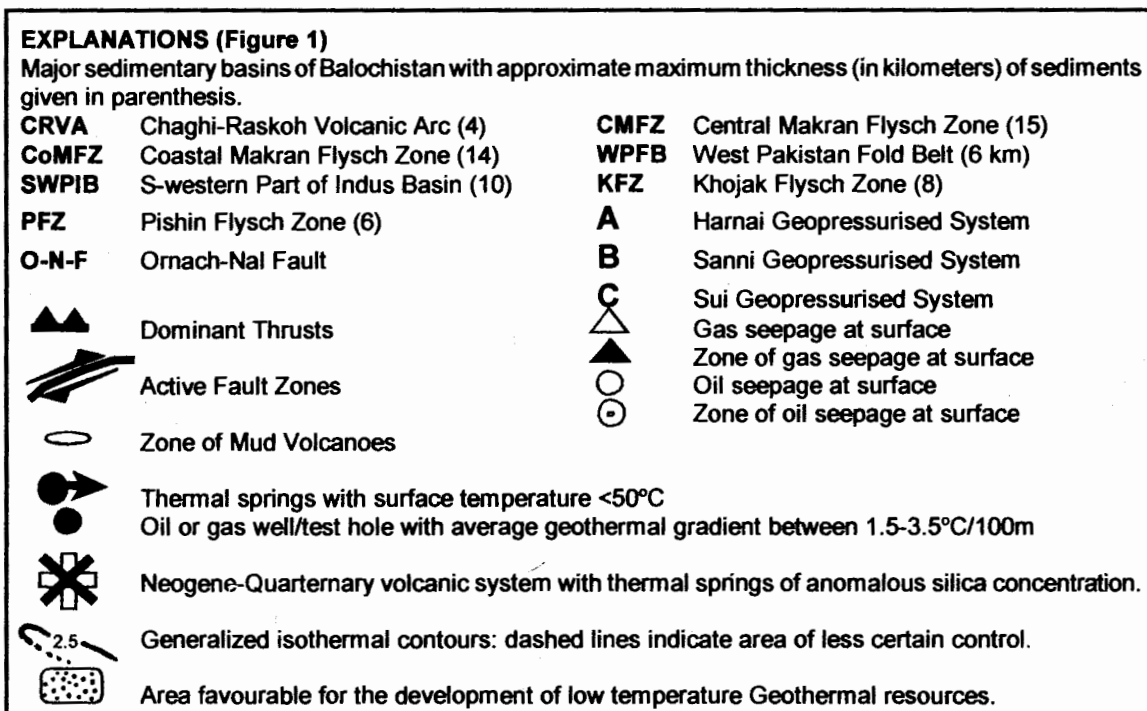 EXPLANATIONS (Figure 1)
Major sedimentary basins of Balochistan with approximate maximum thickness (in kilometers) of sediments
given in parenthesis.
CRVA Chaghi-Raskoh Volcanic Arc (4) CMFZ Central Makran Flysch Zone (15)
CoMFZ Coastal Makran Flysch Zone (14) WPFB West Pakistan Fold Belt (6 km)
SWPIB S-western Part of Indus Basin (10) KFZ Khojak Flysch Zone (8)
PFZ Pishin Flysch Zone (6) A Harnai Geopressurised System
O-N-F Ornach-Nal Fault B Sanni Geopressurised System
C Sui Geopressurised System
Dominant Thrusts Gas seepage at surface
Zone of gas seepage at surface
Active Fault Zones Oil seepage at surface
Zone of oil seepage at surface
Zone of Mud Volcanoes
Thermal springs with surface temperature <50°C
Oil or gas well/test hole with average geothermal gradient between 1.5-3.5°C/100m
Neogene-Quarternary volcanic system with thermal springs of anomalous silica concentration.
2.5 Generalized isothermal contours: dashed lines indicate area of less certain control.
Area favourable for the development of low temperature Geothermal resources.